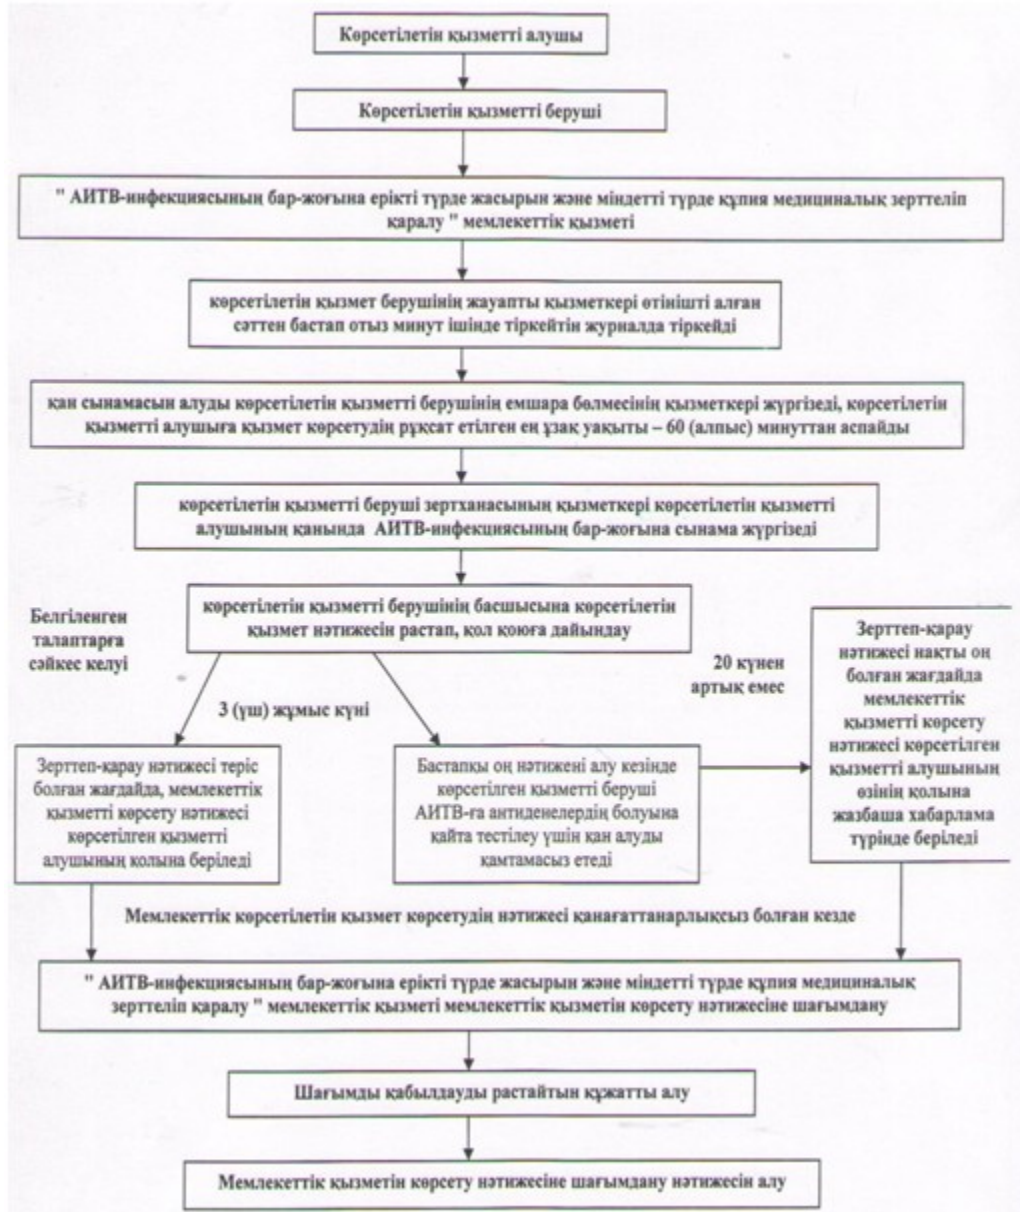 Көрсетілетін қызметті алушы
Көрсетілетін қызметті беруші
" АИТВ-инфекциясының бар-жоғына ерікті түрде жасырын және міндетті түрде құпия медициналық зерттеліп
қаралу " мемлекеттік қызметі
көрсетілетін қызмет берушінің жауапты қызметкері өтінішті алған
сәттен бастап отыз минут ішінде тіркейтін журналда тіркейді
қан сынамасын алуды көрсетілетін қызметті берушінің емшара бөлмесінің қызметкері жүргізеді, көрсетілетін
қызметті алушыға қызмет көрсетудің рұқсат етілген ең ұзақ уақыты – 60 (алпыс) минуттан аспайды
көрсетілетін қызметті беруші зертханасының қызметкері көрсетілетін қызметті
алушының қанында АИТВ-инфекциясының бар-жоғына сынама жүргізеді
көрсетілетін қызметті берушінің басшысына көрсетілетін
қызмет нәтижесін растап, қол қоюға дайындау
Белгіленген
талаптарға
сәйкес келуі
3 (үш) жұмыс күні
20 күнен
артық емес
Зерттеп-қарау нәтижесі теріс
болған жағдайда, мемлекеттік
қызметті көрсету нәтижесі
көрсетілген қызметті
алушының қолына беріледі
Бастапқы оң нәтижені алу кезінде
көрсетілген қызметті беруші
АИТВ-ға антиденелердің болуына
қайта тестілеу үшін қан алуды
қамтамасыз етеді
Зерттеп-қарау
нәтижесі нақты оң
болған жағдайда
мемлекеттік
қызметті көрсету
нәтижесі көрсетілген
қызметті алушының
өзінің қолына
жазбаша хабарлама
түрінде беріледі
Мемлекеттік көрсетілетін қызмет көрсетудің нәтижесі қанағаттанарлықсыз болған кезде
" АИТВ-инфекциясының бар-жоғына ерікті түрде жасырын және міндетті түрде құпия медициналық
зерттеліп қаралу " мемлекеттік қызметі мемлекеттік қызметін көрсету нәтижесіне шағымдану
Шағымды қабылдауды растайтын құжатты алу
Мемлекеттік қызметін көрсету нәтижесіне шағымдану нәтижесін алу